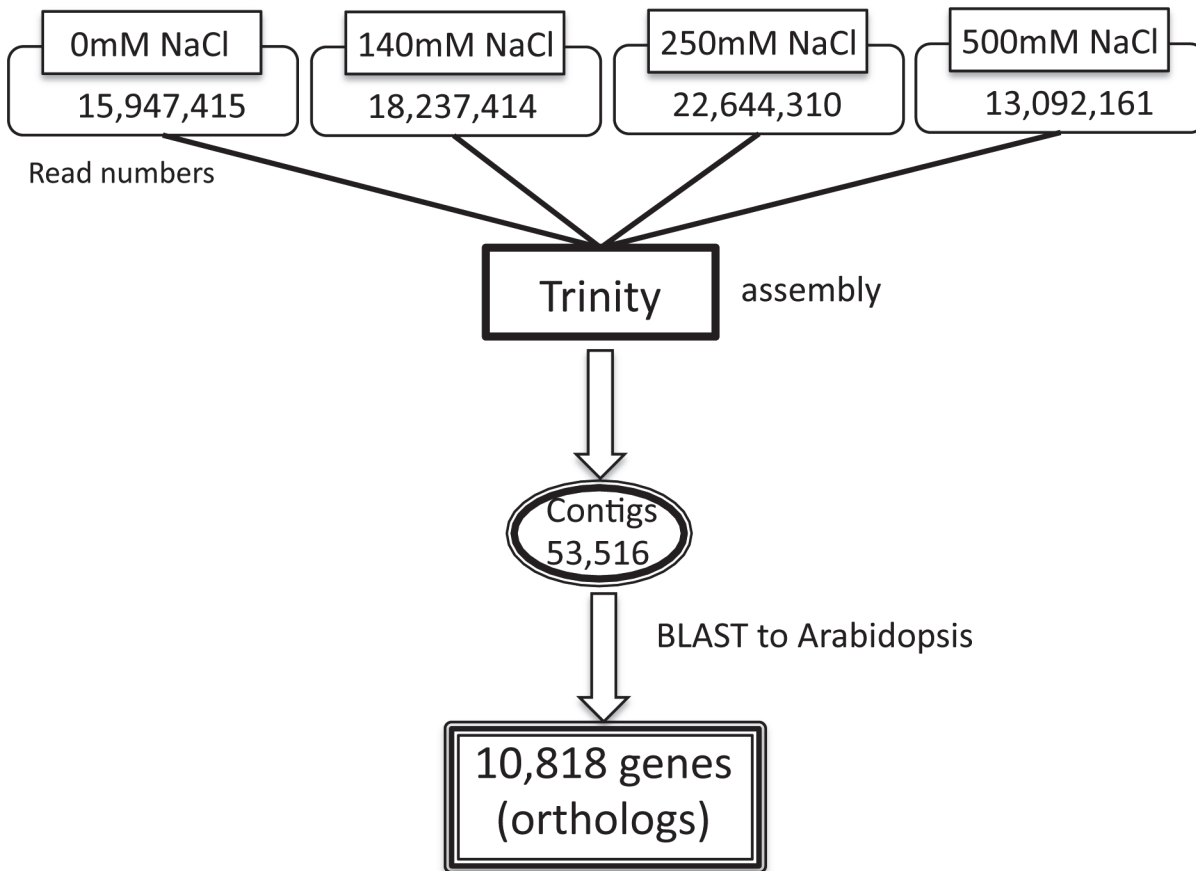 0mM NaCl
140mM NaCl
250mM NaCl
500mM NaCl
15,947,415
18,237,414
22,644,310
13,092,161
Read numbers
Trinity
assembly
Contigs
53,516
BLAST to Arabidopsis
10,818 genes
(orthologs)